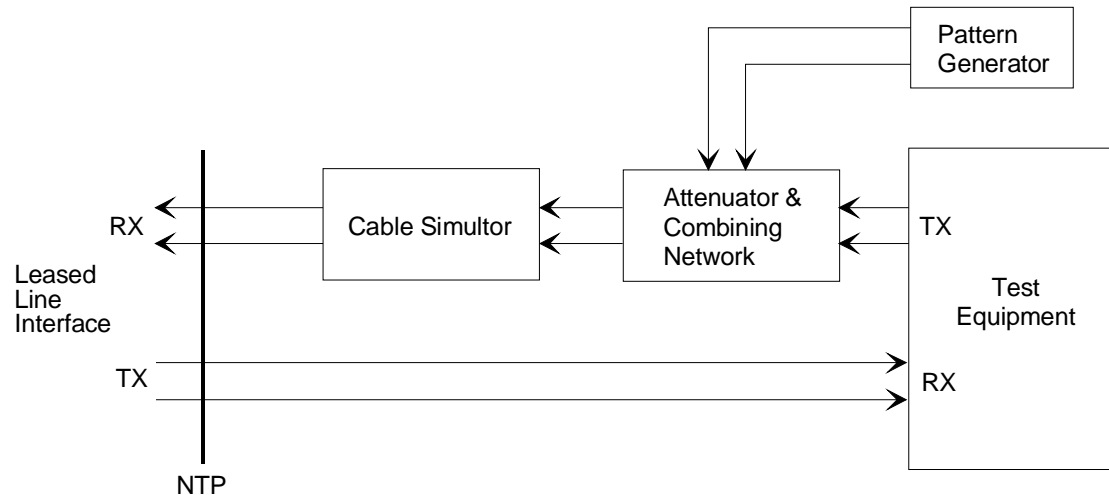 Pattern
Generator
Attenuator &
Combining
Network
Cable Simultor
RX
TX
Leased
Line
Interface
Test
Equipment
TX
RX
NTP